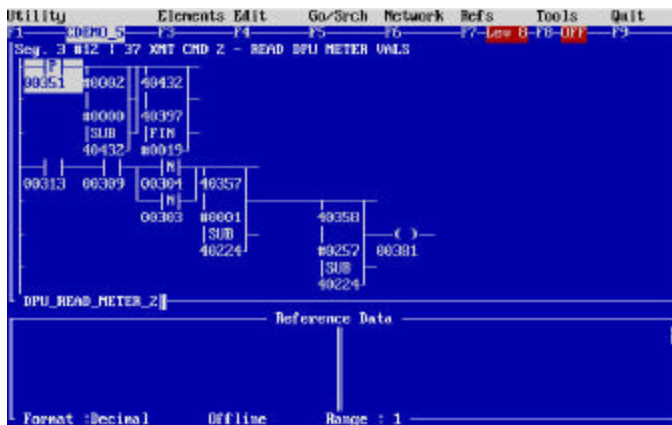 Utility Elements Edit Go/Srch Network Refs Tools Quit
F1 CDEMO_5 F3 F4 F5 F6 F7-Lev 8-F8-OFF F9
Seg. 3 #12 | 37 XMT CMD 2 - READ DPU METER VALS
P
00351 #0002 40432
#0000 40397
SUB FIN
40432 #0019
N
00313 00309 00304 40357
N
00303 #0001 40358
SUB ( )
40224 #0257 00381
SUB
40224
DPU_READ_METER_2
Reference Data
Format :Decimal Offline Range : 1